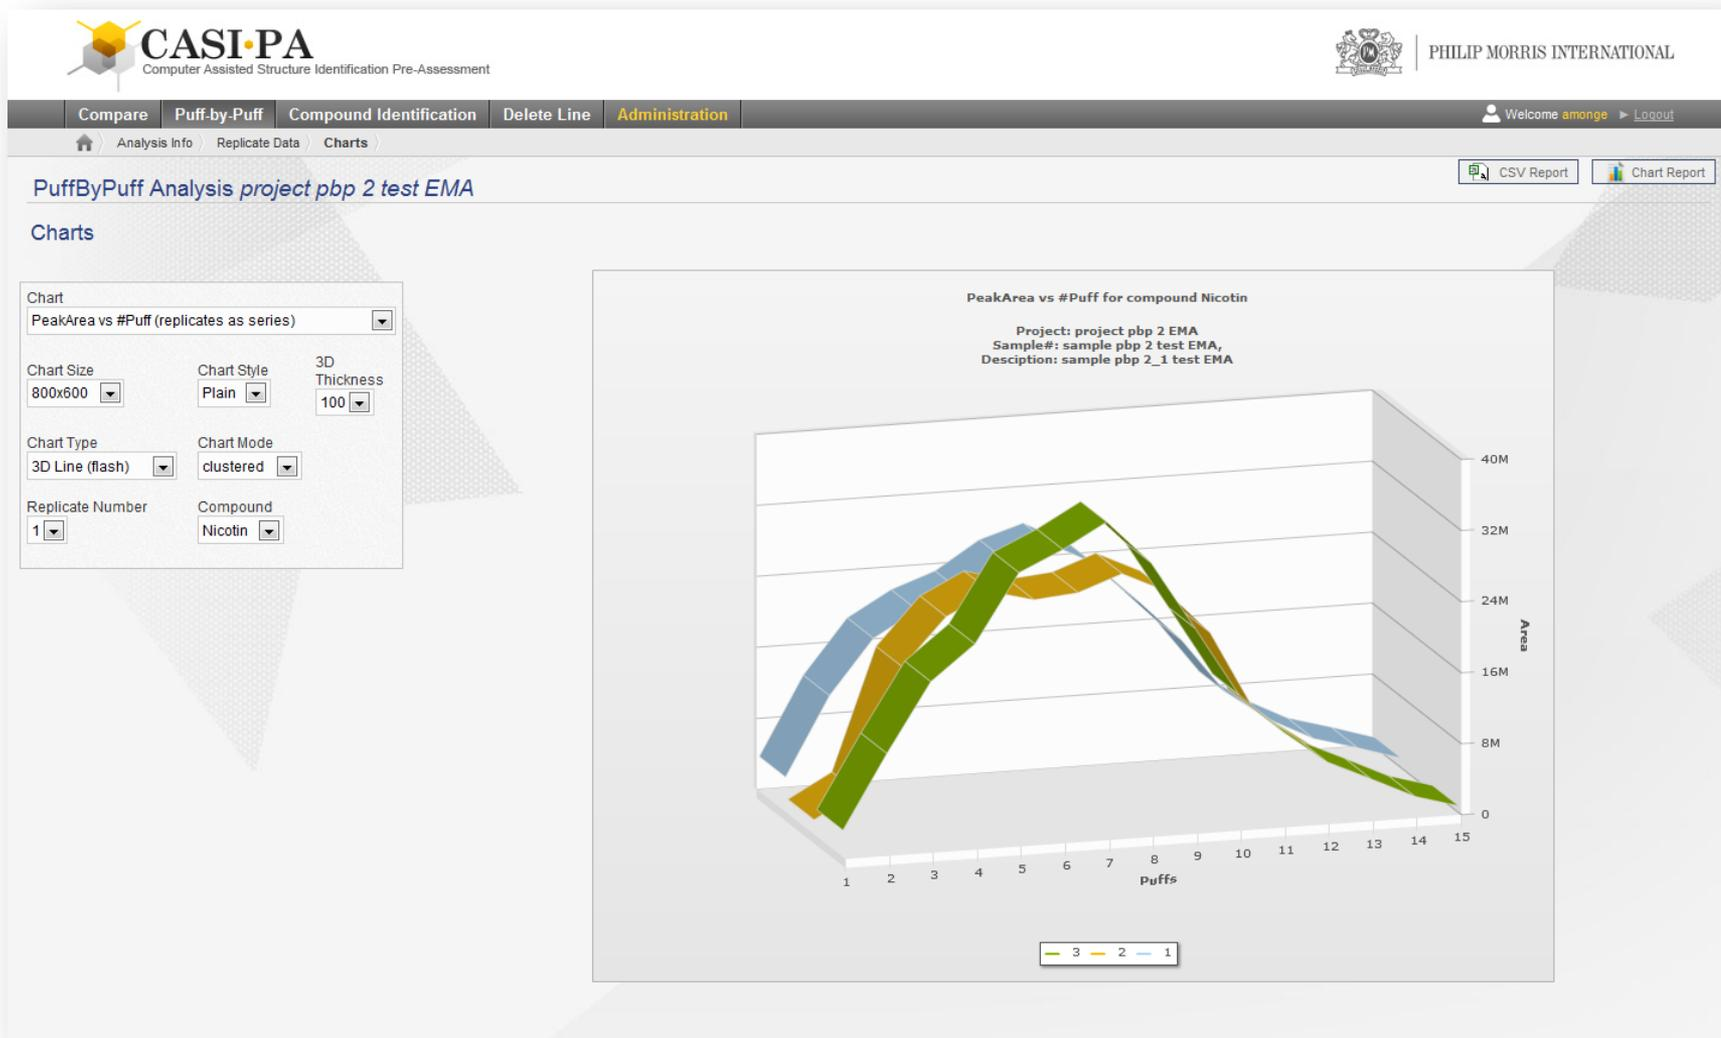 CASI•PA
Computer Assisted Structure Identification Pre-Assessment
PM
PHILIP MORRIS INTERNATIONAL
Compare Puff-by-Puff Compound Identification Delete Line Administration
Welcome amonge ► Logout
Analysis Info Replicate Data Charts
CSV Report Chart Report
PuffByPuff Analysis project pbp 2 test EMA
Charts
Chart
PeakArea vs #Puff (replicates as series)
Chart Size Chart Style 3D Thickness
800x600 Plain 100
Chart Type Chart Mode
3D Line (flash) clustered
Replicate Number Compound
1 Nicotin
PeakArea vs #Puff for compound Nicotin
Project: project pbp 2 EMA
Sample#: sample pbp 2 test EMA,
Desciption: sample pbp 2_1 test EMA
40M
32M
24M
16M
8M
0
Area
1 2 3 4 5 6 7 8 9 10 11 12 13 14 15
Puffs
3 2 1